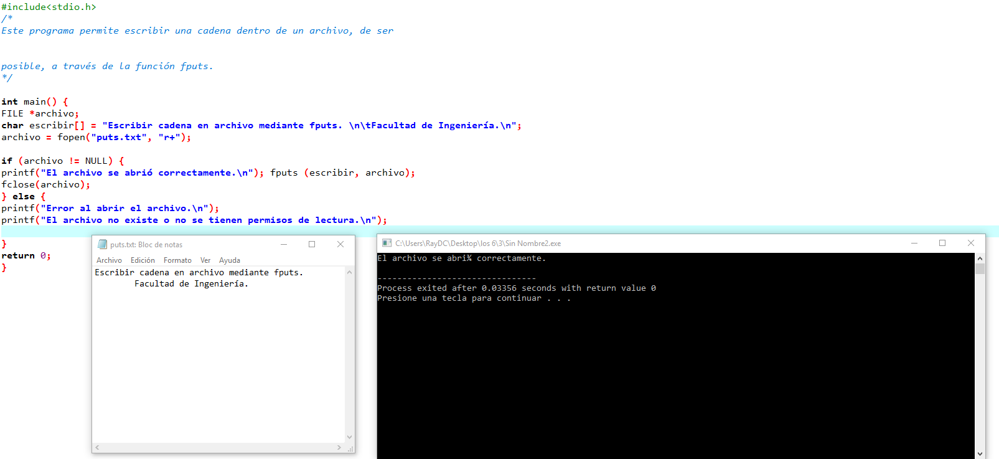 #include<stdio.h>
/*
Este programa permite escribir una cadena dentro de un archivo, de ser
posible, a través de la función fputs.
*/
int main() {
FILE *archivo;
char escribir[] = "Escribir cadena en archivo mediante fputs. \n\tFacultad de Ingeniería.\n";
archivo = fopen("puts.txt", "r+");
if (archivo != NULL) {
printf("El archivo se abrió correctamente.\n"); fputs (escribir, archivo);
fclose(archivo);
} else {
printf("Error al abrir el archivo.\n");
printf("El archivo no existe o no se tienen permisos de lectura.\n");
}
return 0;
}
puts.txt: Bloc de notas
Archivo Edición Formato Ver Ayuda
Escribir cadena en archivo mediante fputs.
Facultad de Ingeniería.
C:\Users\RayDC\Desktop\los 6\3\Sin Nombre2.exe
El archivo se abri¾ correctamente.
--------------------------------
Process exited after 0.03356 seconds with return value 0
Presione una tecla para continuar . . .